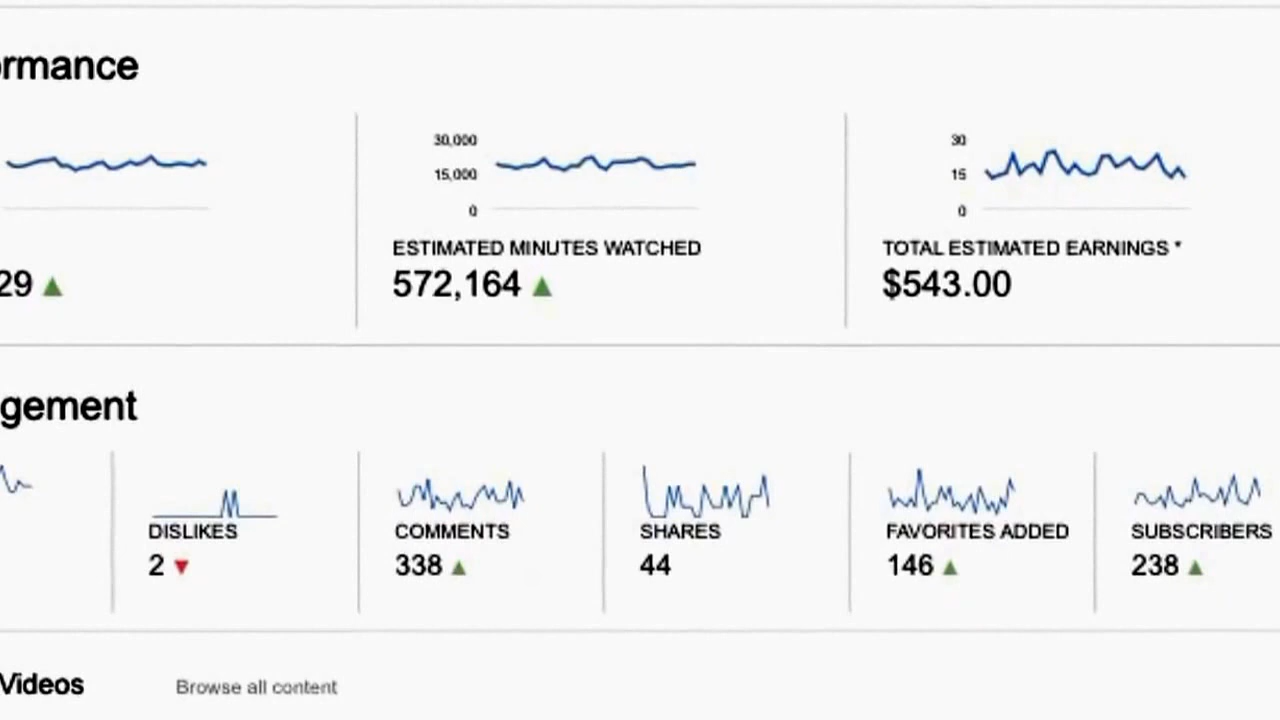 ormance
30,000
15,000
0
30
15
0
ESTIMATED MINUTES WATCHED
TOTAL ESTIMATED EARNINGS *
29 ▲
572,164 ▲
$543.00
gement
DISLIKES
COMMENTS
SHARES
FAVORITES ADDED
SUBSCRIBERS
2 ▼
338 ▲
44
146 ▲
238 ▲
Videos
Browse all content